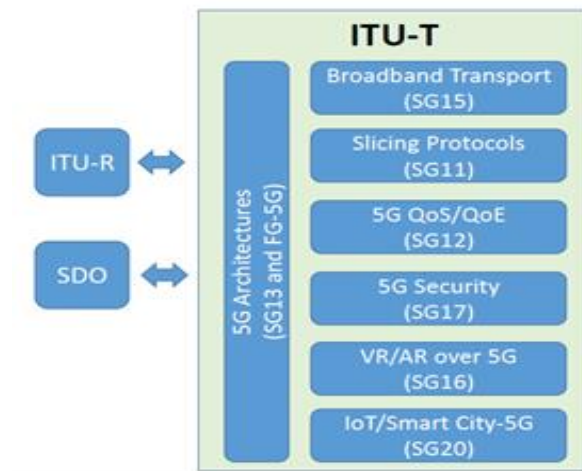 ITU-T
ITU-R
SDO
5G Architectures
(SG13 and FG-5G)
Broadband Transport
(SG15)
Slicing Protocols
(SG11)
5G QoS/QoE
(SG12)
5G Security
(SG17)
VR/AR over 5G
(SG16)
IoT/Smart City-5G
(SG20)